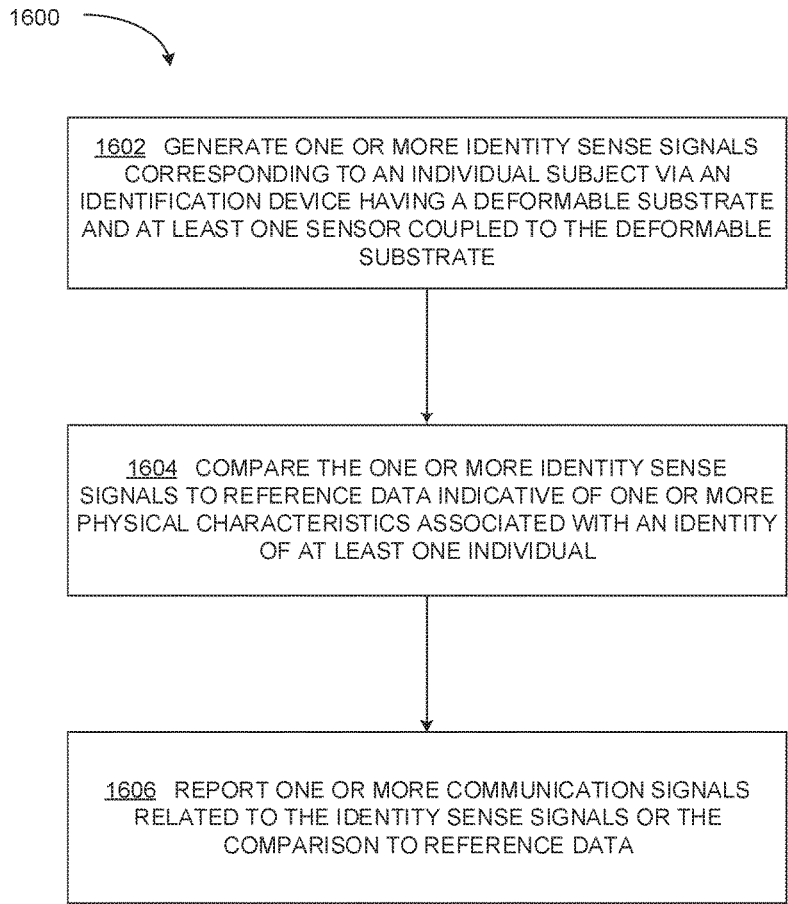 1600
1602 GENERATE ONE OR MORE IDENTITY SENSE SIGNALS
CORRESPONDING TO AN INDIVIDUAL SUBJECT VIA AN
IDENTIFICATION DEVICE HAVING A DEFORMABLE SUBSTRATE
AND AT LEAST ONE SENSOR COUPLED TO THE DEFORMABLE
SUBSTRATE
1604 COMPARE THE ONE OR MORE IDENTITY SENSE
SIGNALS TO REFERENCE DATA INDICATIVE OF ONE OR MORE
PHYSICAL CHARACTERISTICS ASSOCIATED WITH AN IDENTITY
OF AT LEAST ONE INDIVIDUAL
1606 REPORT ONE OR MORE COMMUNICATION SIGNALS
RELATED TO THE IDENTITY SENSE SIGNALS OR THE
COMPARISON TO REFERENCE DATA